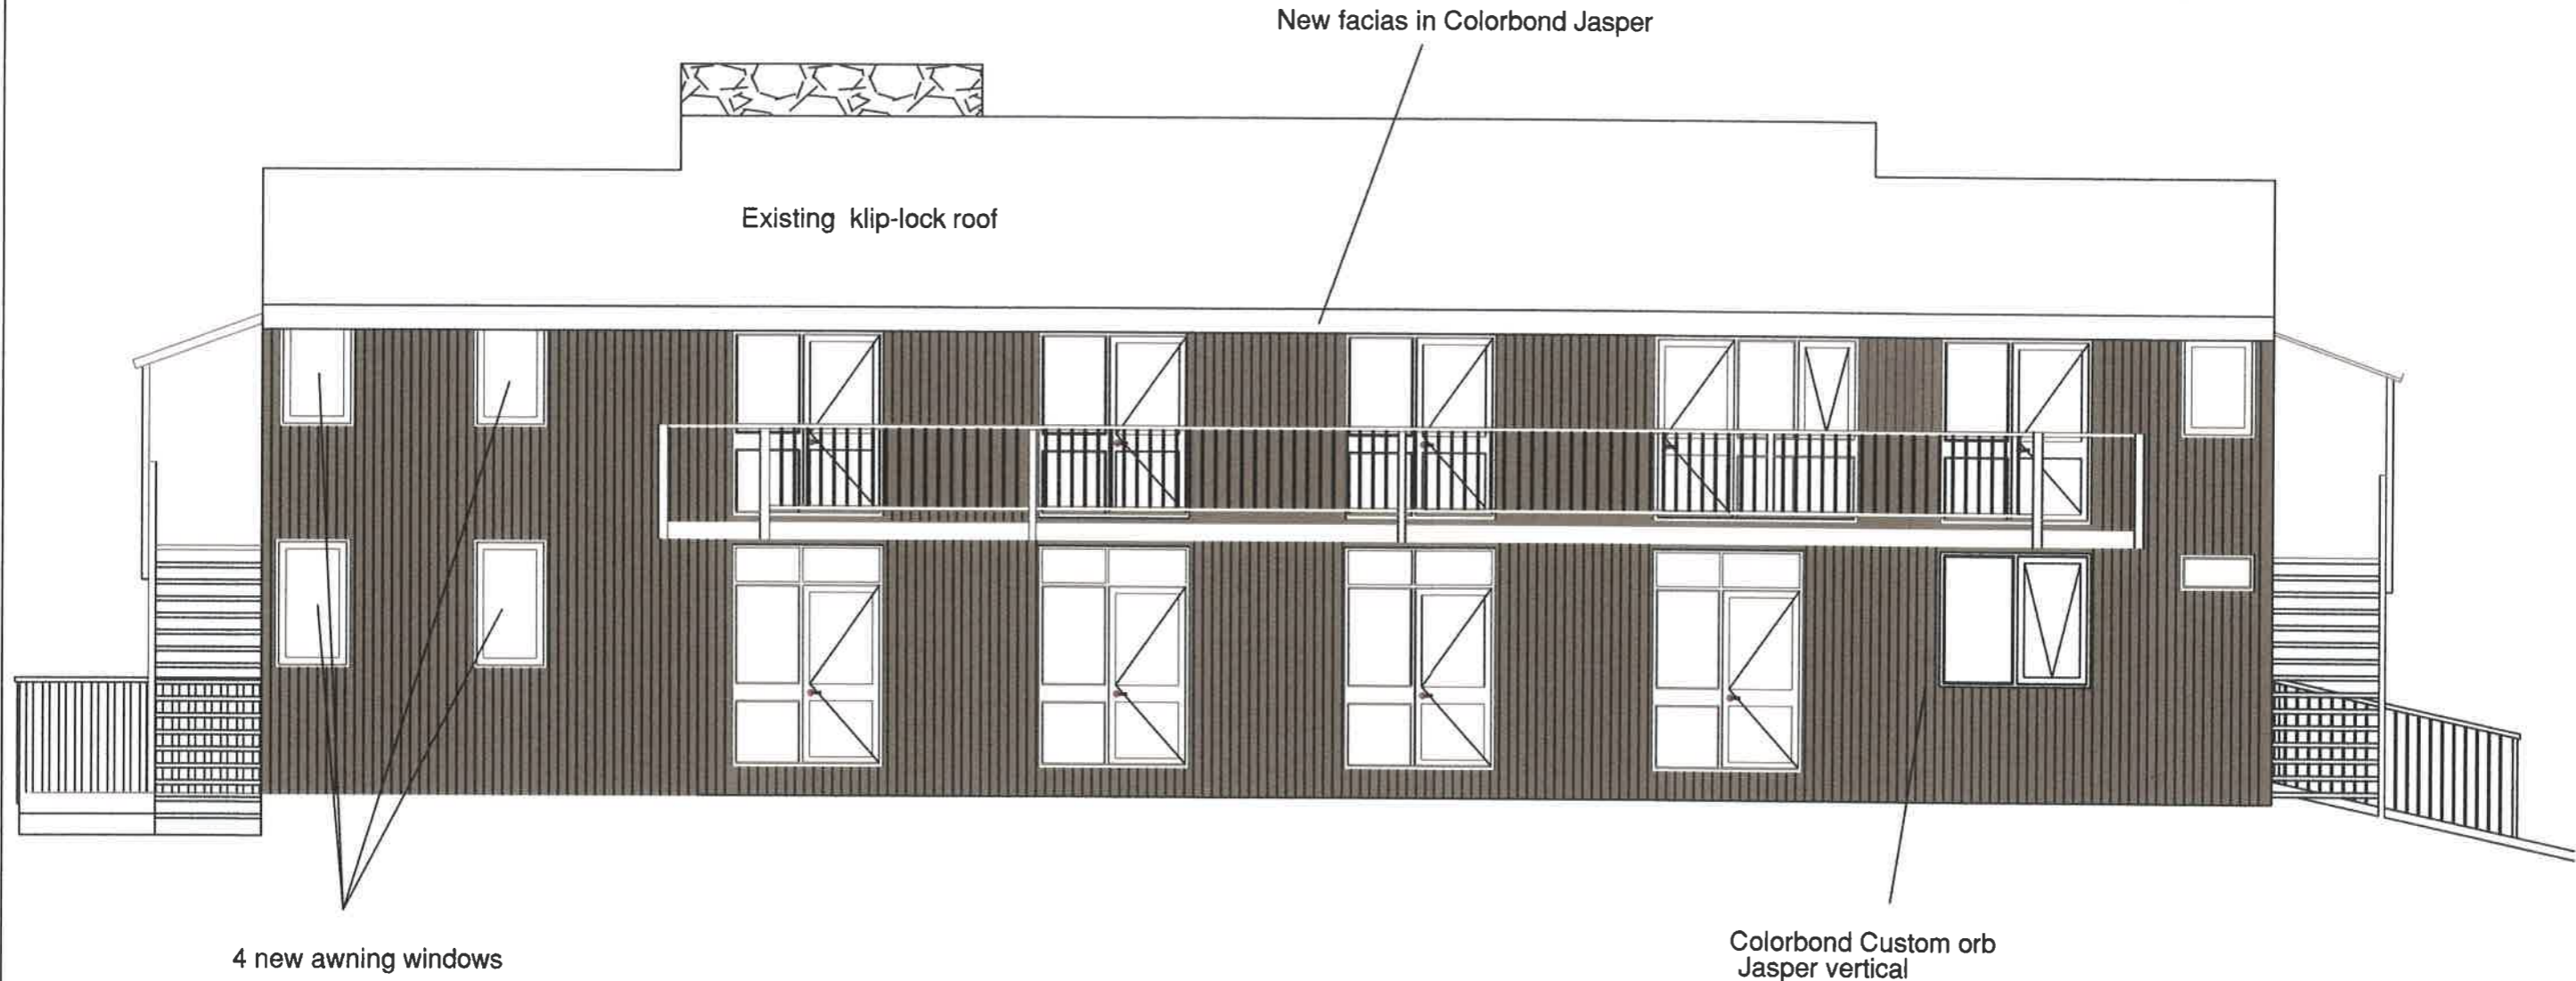 New facias in Colorbond Jasper
Existing klip-lock roof
4 new awning windows
Colorbond Custom orb
Jasper vertical